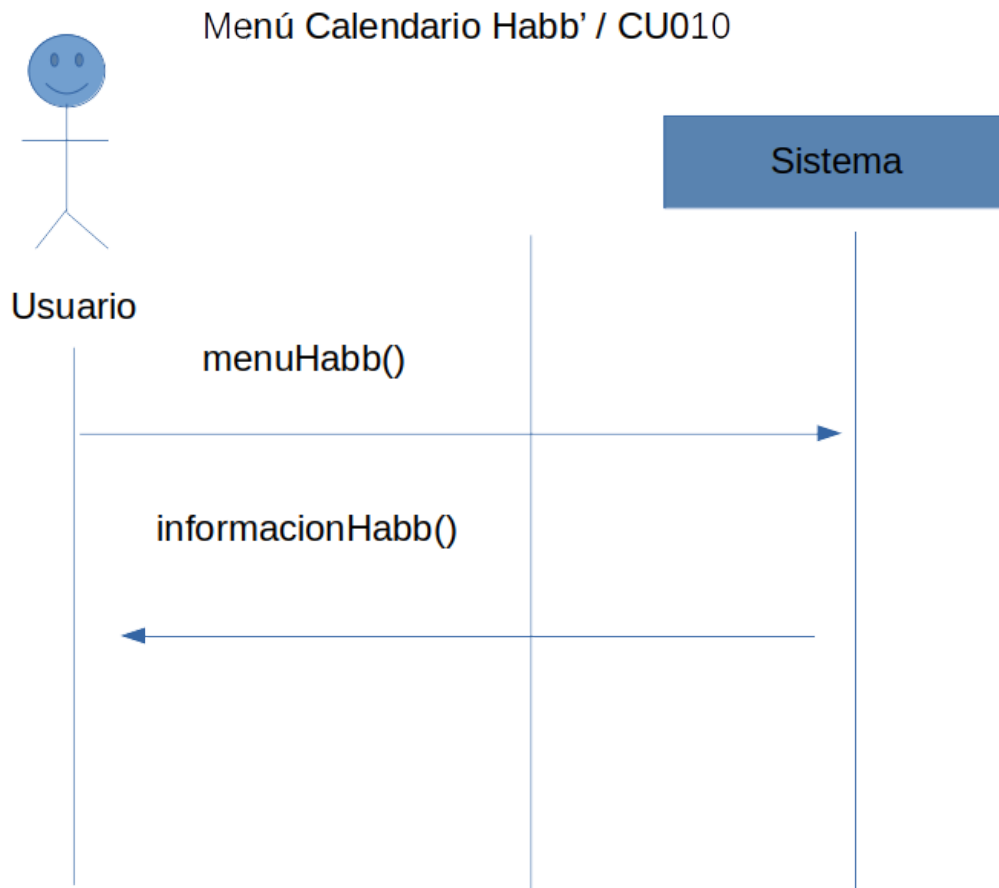 Menú Calendario Habb’ / CU010
Sistema
Usuario
menuHabb()
informacionHabb()